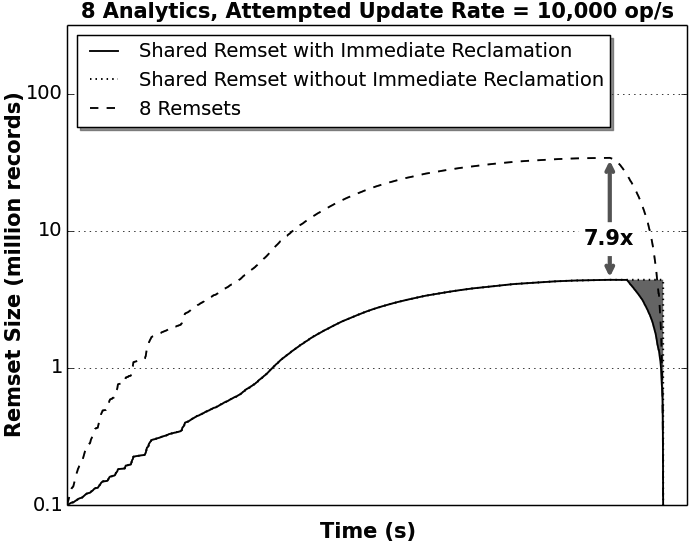 8 Analytics, Attempted Update Rate = 10,000 op/s
Shared Remset with Immediate Reclamation
Shared Remset without Immediate Reclamation
8 Remsets
Remset Size (million records)
100
10
1
0.1
7.9x
Time (s)